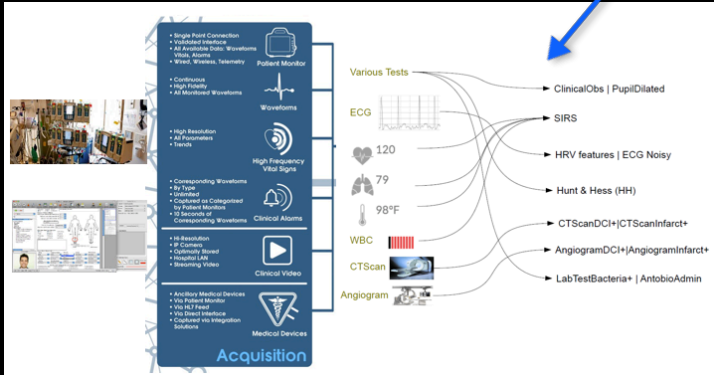 • Single Point Connection
• Validated Interface
• All Available Data: Waveforms
Vitals, Alarms
• Wired, Wireless, Telemetry
Patient Monitor
• Continuous
• High Fidelity
• All Monitored Waveforms
Waveforms
• High Resolution
• All Parameters
• Trends
High Frequency
Vital Signs
• Corresponding Waveforms
• By Type
• Unlimited
• Captured as Categorized
by Patient Monitors
• 10 Seconds of
Corresponding Waveforms
Clinical Alarms
• Hi-Resolution
• IP Camera
• Optimally Stored
• Hospital LAN
• Streaming Video
Clinical Video
• Ancillary Medical Devices
• Via Patient Monitor
• Via HL7 Feed
• Via Direct Interface
• Captured via Integration
Solutions
Medical Devices
Acquisition
Various Tests
ECG
120
79
98°F
WBC
CTScan
Angiogram
ClinicalObs | PupilDilated
SIRS
HRV features | ECG Noisy
Hunt & Hess (HH)
CTScanDCI+|CTScanInfarct+
AngiogramDCI+|AngiogramInfarct+
LabTestBacteria+ | AntobioAdmin